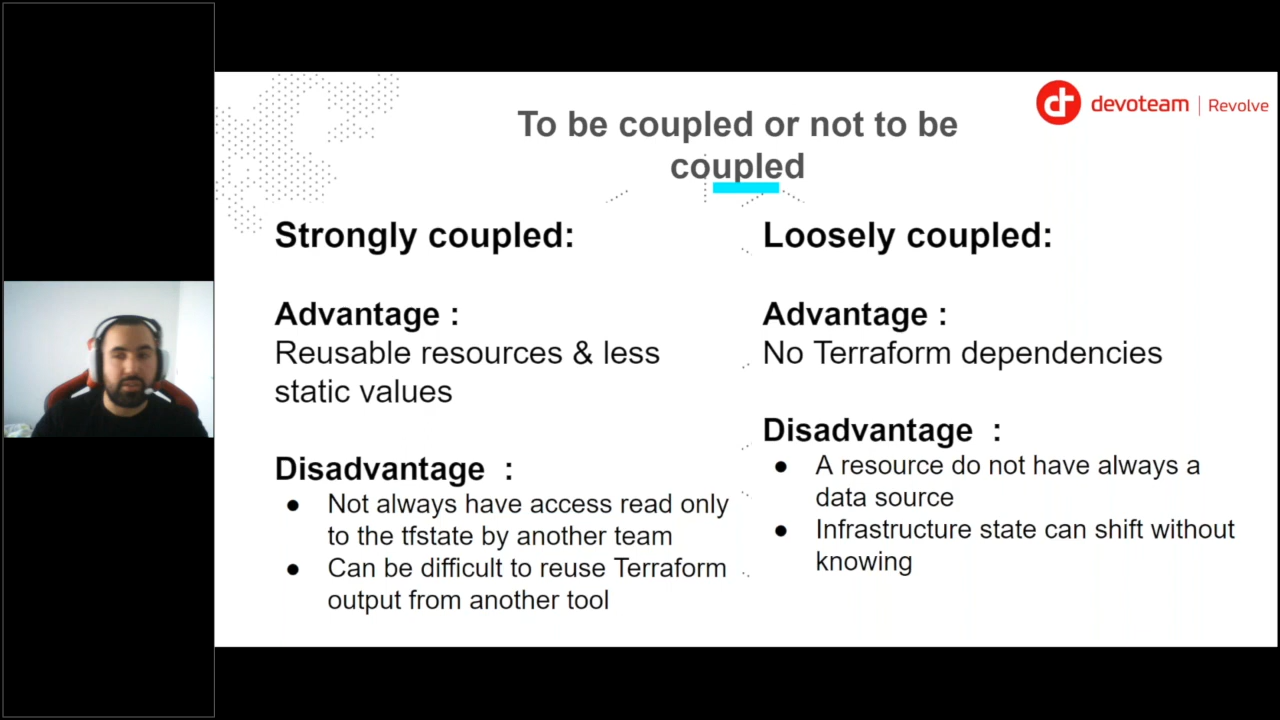 To be coupled or not to be
coupled
devoteam | Revolve
Strongly coupled:
Advantage :
Reusable resources & less
static values
Disadvantage :
● Not always have access read only
to the tfstate by another team
● Can be difficult to reuse Terraform
output from another tool
Loosely coupled:
Advantage :
No Terraform dependencies
Disadvantage :
● A resource do not have always a
data source
● Infrastructure state can shift without
knowing